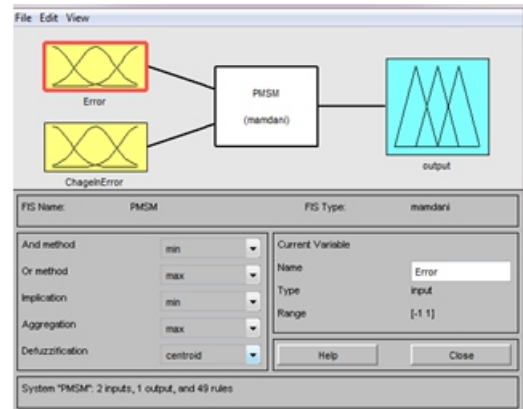 File Edit View
Error
PMSM
(mamdani)
ChageInError
output
FIS Name: PMSM FIS Type: mamdani
And method min
Or method max
Implication min
Aggregation max
Defuzzification centroid
Current Variable
Name Error
Type input
Range [-1 1]
Help Close
System "PMSM": 2 inputs, 1 output, and 49 rules